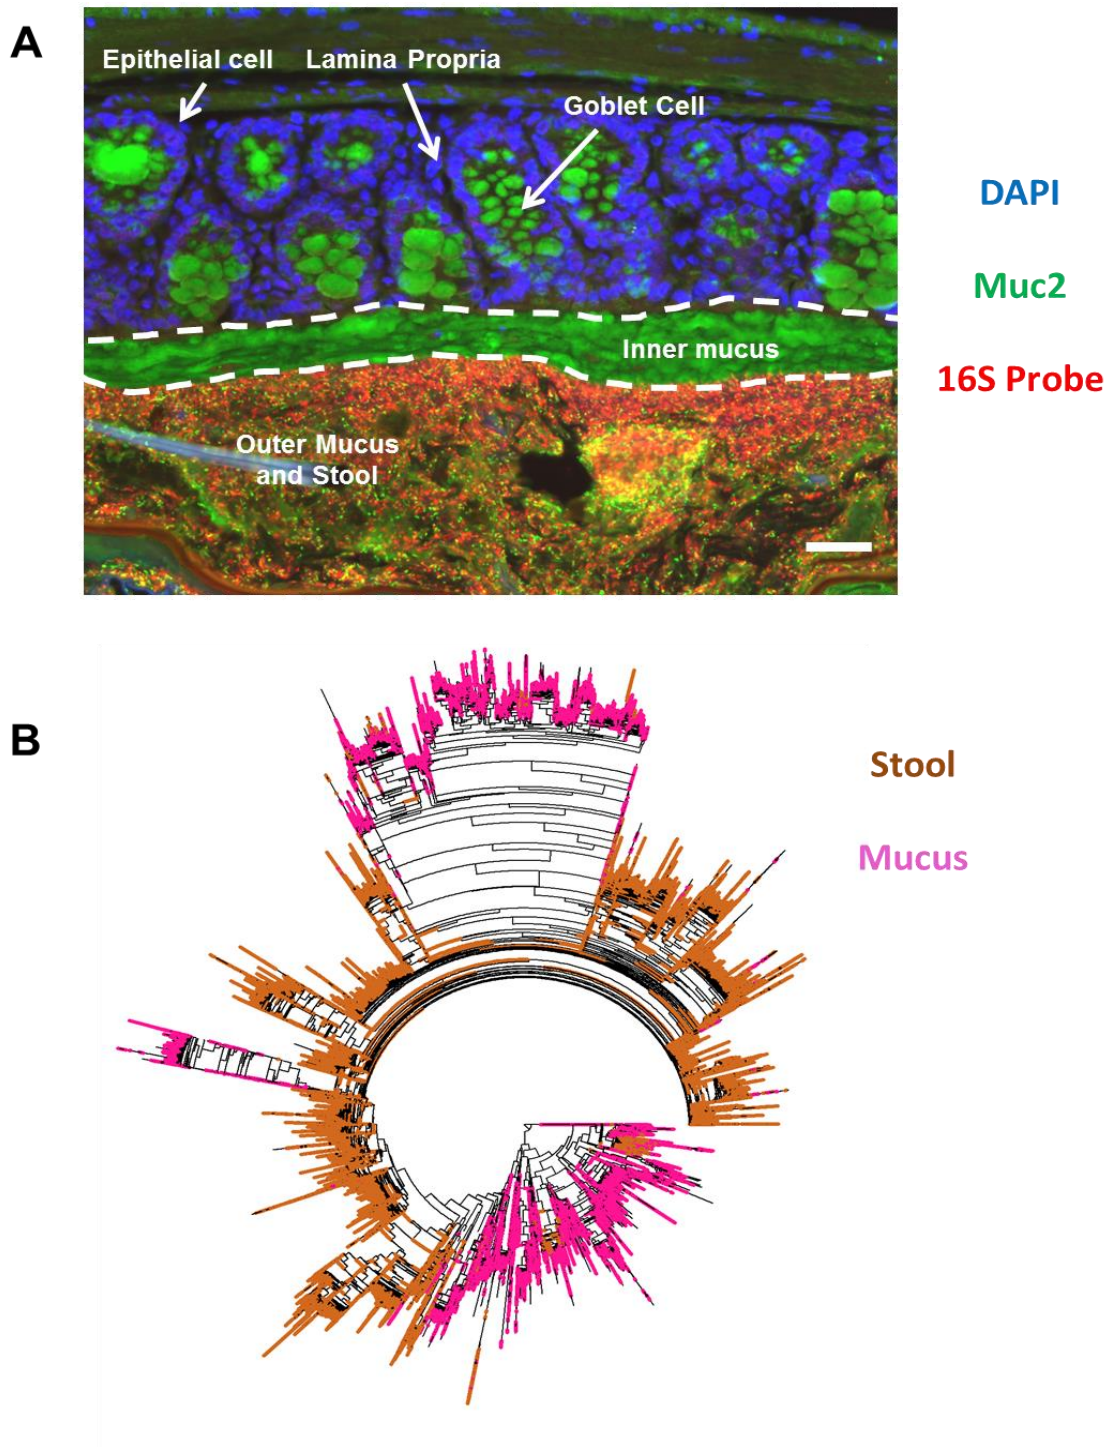 A
Epithelial cell
Lamina Propria
Goblet Cell
DAPI
Muc2
Inner mucus
16S Probe
Outer Mucus
and Stool
B
Stool
Mucus